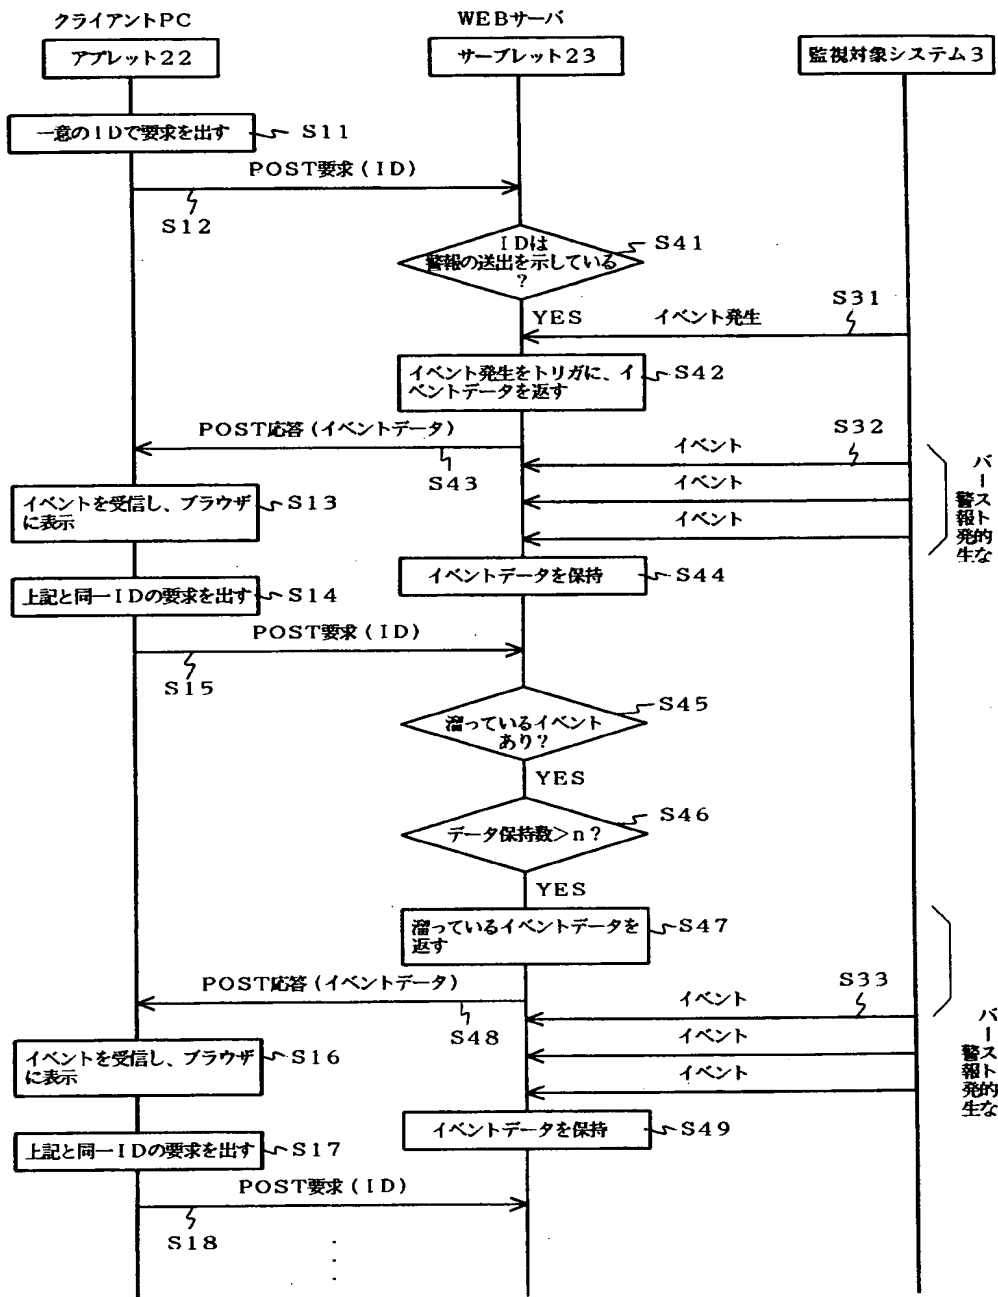 クライアントPC
WEBサーバ
アプレット22
サーブレット23
監視対象システム3
一意のIDで要求を出す
S11
POST要求(ID)
S12
IDは
警報の送出を示している
?
S41
YES
イベント発生
S31
イベント発生をトリガに、イ
ベントデータを返す
S42
POST応答(イベントデータ)
S43
イベント
S32
イベント
イベント
バースト的な
警報発生
イベントを受信し、ブラウザ
に表示
S13
イベントデータを保持
S44
上記と同一IDの要求を出す
S14
POST要求(ID)
S15
溜っているイベント
あり?
S45
YES
データ保持数>n?
S46
YES
溜っているイベントデータを
返す
S47
POST応答(イベントデータ)
S48
イベント
S33
イベント
イベント
バースト的な
警報発生
イベントを受信し、ブラウザ
に表示
S16
イベントデータを保持
S49
上記と同一IDの要求を出す
S17
POST要求(ID)
S18